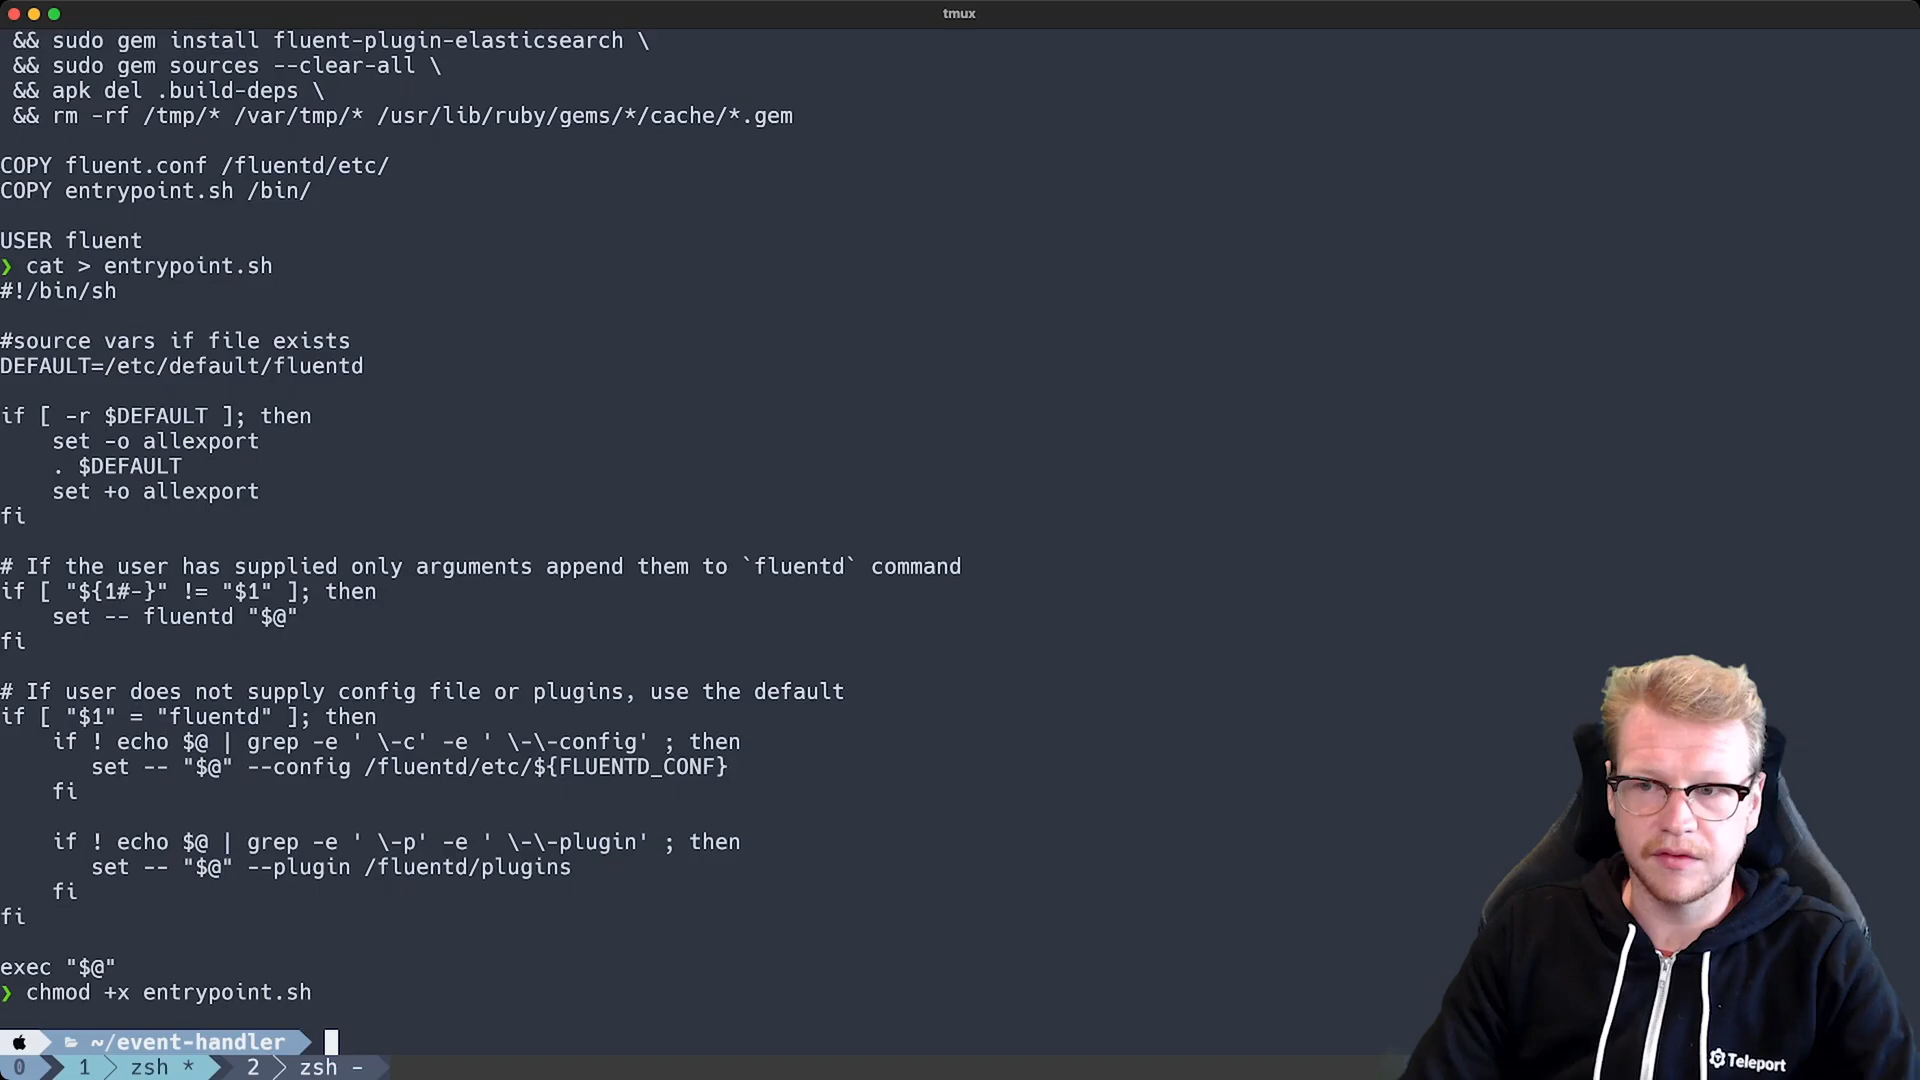 tmux
&& sudo gem install fluent-plugin-elasticsearch \
&& sudo gem sources --clear-all \
&& apk del .build-deps \
&& rm -rf /tmp/* /var/tmp/* /usr/lib/ruby/gems/*/cache/*.gem
COPY fluent.conf /fluentd/etc/
COPY entrypoint.sh /bin/
USER fluent
❯ cat > entrypoint.sh
#!/bin/sh
#source vars if file exists
DEFAULT=/etc/default/fluentd
if [ -r $DEFAULT ]; then
    set -o allexport
    . $DEFAULT
    set +o allexport
fi
# If the user has supplied only arguments append them to `fluentd` command
if [ "${1#-}" != "$1" ]; then
    set -- fluentd "$@"
fi
# If user does not supply config file or plugins, use the default
if [ "$1" = "fluentd" ]; then
    if ! echo $@ | grep -e ' \-c' -e ' \-\-config' ; then
       set -- "$@" --config /fluentd/etc/${FLUENTD_CONF}
    fi
    if ! echo $@ | grep -e ' \-p' -e ' \-\-plugin' ; then
       set -- "$@" --plugin /fluentd/plugins
    fi
fi
exec "$@"
❯ chmod +x entrypoint.sh
~/event-handler
0 1 zsh * 2 zsh -
Teleport